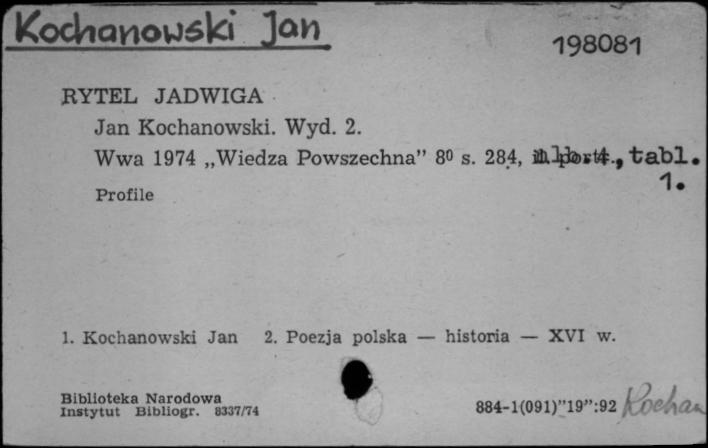 Kochanowski Jan
198081
RYTEL JADWIGA
Jan Kochanowski. Wyd. 2.
Wwa 1974 „Wiedza Powszechna” 8⁰ s. 284, tabl.
1.
Profile
1. Kochanowski Jan 2. Poezja polska — historia — XVI w.
Biblioteka Narodowa
Instytut Bibliogr. 8337/74
884-1(091)”19”:92 Kochan